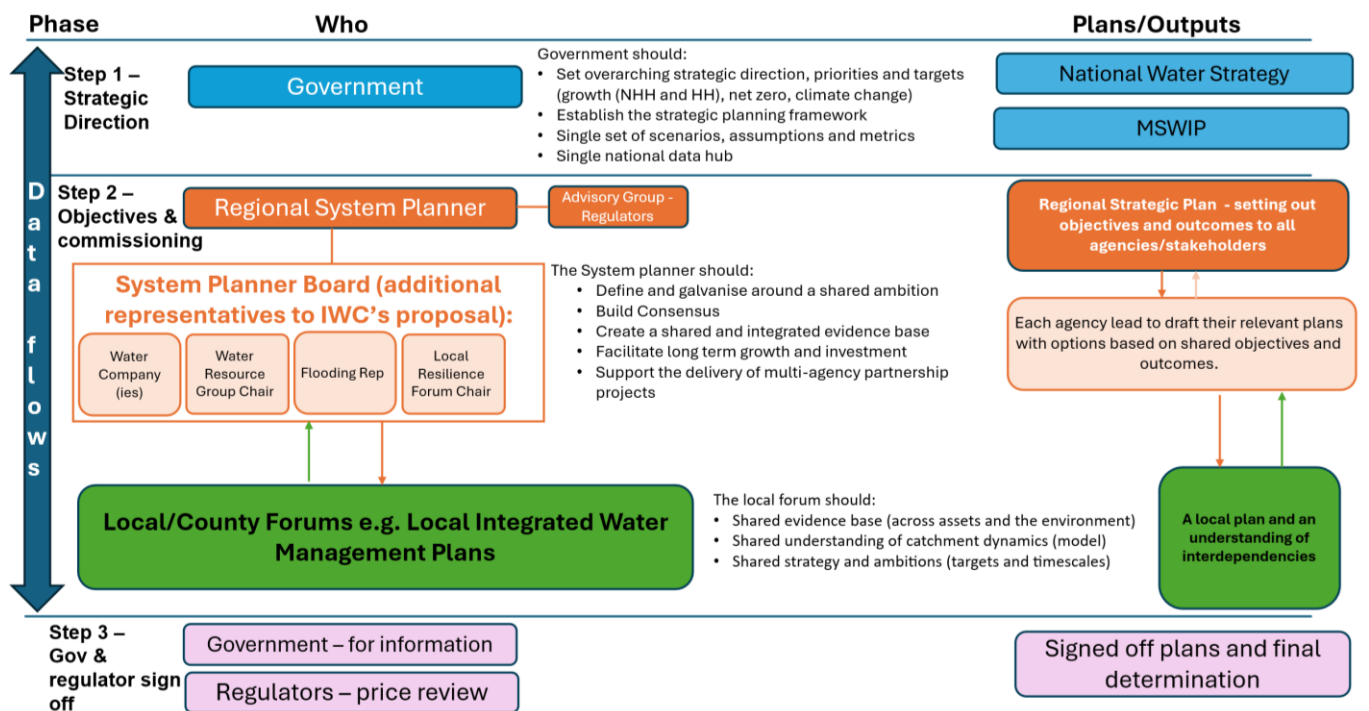 Phase
Who
Plans/Outputs
Data flows
Step 1 –
Strategic
Direction
Government
Government should:
• Set overarching strategic direction, priorities and targets
(growth (NHH and HH), net zero, climate change)
• Establish the strategic planning framework
• Single set of scenarios, assumptions and metrics
• Single national data hub
National Water Strategy
MSWIP
Step 2 –
Objectives &
commissioning
Regional System Planner
Advisory Group -
Regulators
System Planner Board (additional
representatives to IWC's proposal):
Water
Company
(ies)
Water
Resource
Group Chair
Flooding Rep
Local
Resilience
Forum Chair
The System planner should:
• Define and galvanise around a shared ambition
• Build Consensus
• Create a shared and integrated evidence base
• Facilitate long term growth and investment
• Support the delivery of multi-agency partnership
projects
Regional Strategic Plan - setting out
objectives and outcomes to all
agencies/stakeholders
Each agency lead to draft their relevant plans
with options based on shared objectives and
outcomes.
Local/County Forums e.g. Local Integrated Water
Management Plans
The local forum should:
• Shared evidence base (across assets and the environment)
• Shared understanding of catchment dynamics (model)
• Shared strategy and ambitions (targets and timescales)
A local plan and an
understanding of
interdependencies
Step 3 –
Gov &
regulator sign
off
Government – for information
Regulators – price review
Signed off plans and final
determination